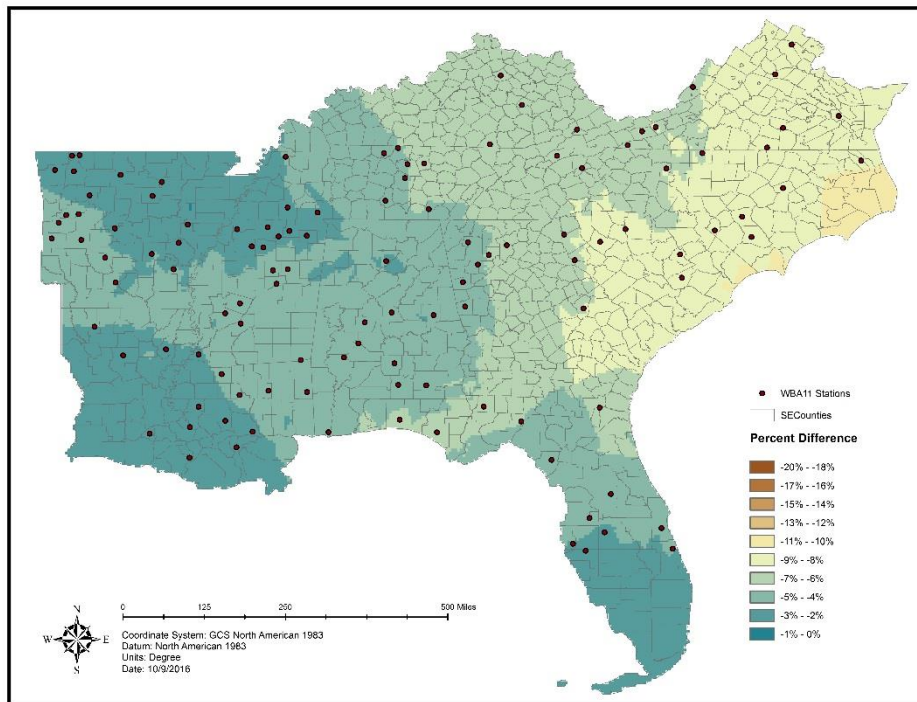 WBA11 Stations
SECounties
Percent Difference
-20% - -18%
-17% - -16%
-15% - -14%
-13% - -12%
-11% - -10%
-9% - -8%
-7% - -6%
-5% - -4%
-3% - -2%
-1% - 0%
0 125 250 500 Miles
N
W E
S
Coordinate System: GCS North American 1983
Datum: North American 1983
Units: Degree
Date: 10/9/2016